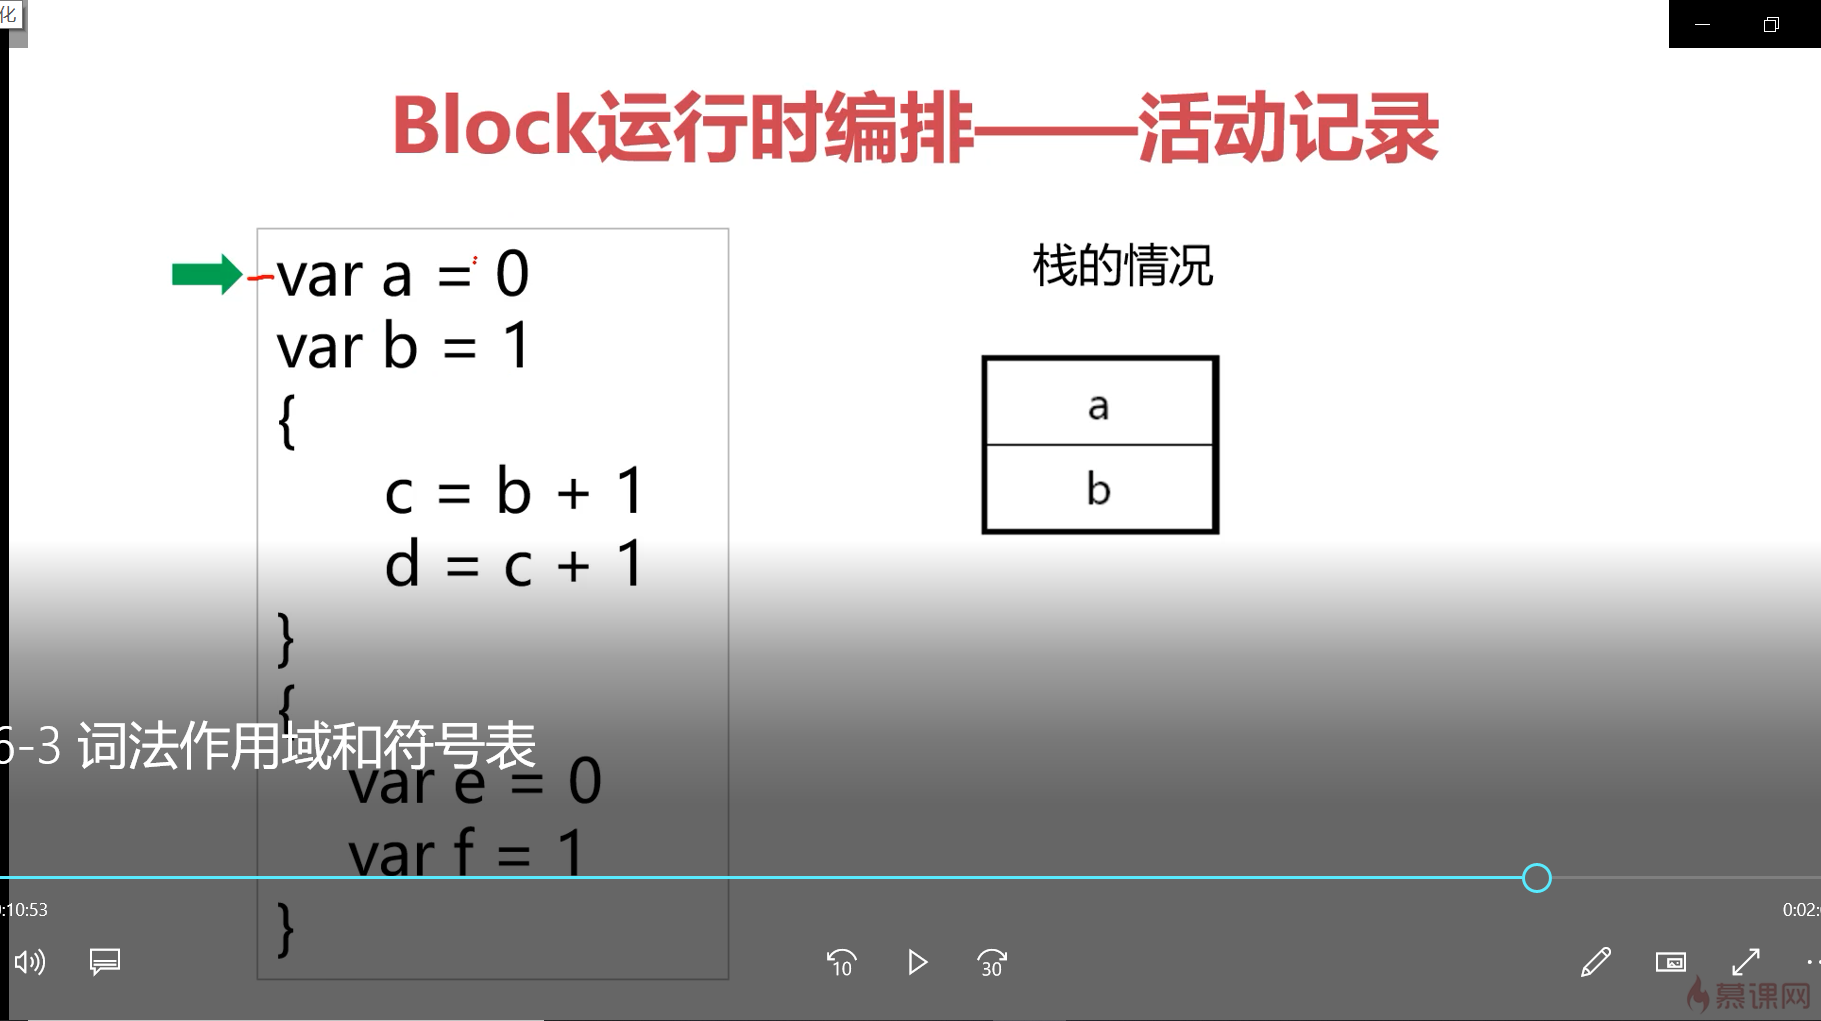 化
Block运行时编排——活动记录
var a = 0
var b = 1
{
c = b + 1
d = c + 1
}
{
var e = 0
var f = 1
}
栈的情况
a
b
6-3 词法作用域和符号表
:10:53
0:02:
10
30
慕课网